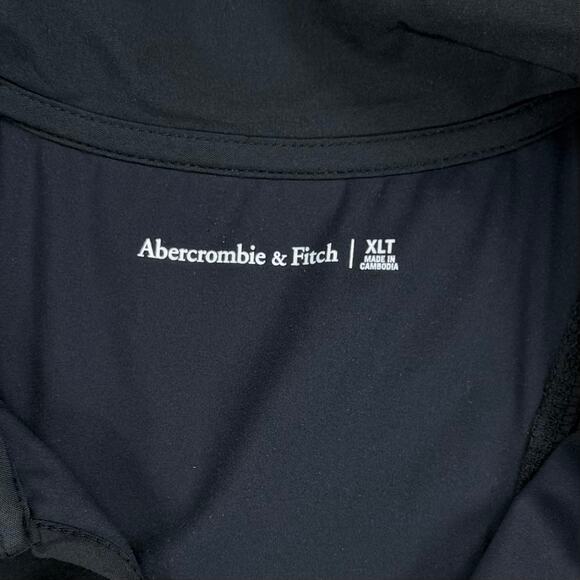 Abercrombie & Fitch | XLT
MADE IN
CAMBODIA